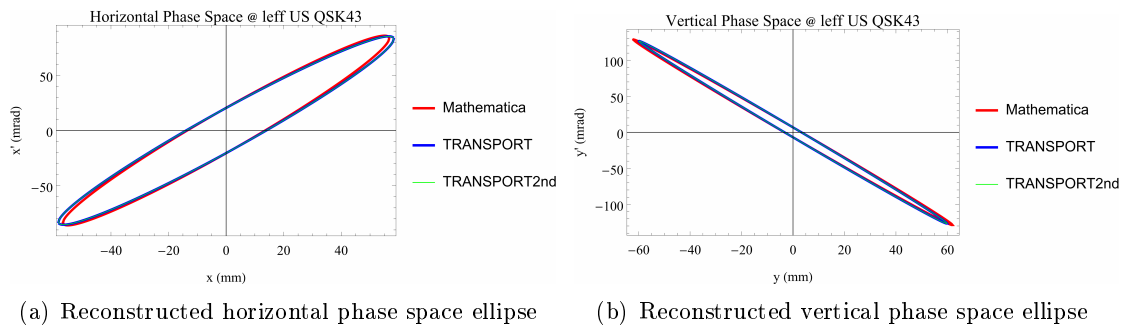 Horizontal Phase Space @ leff US QSK43
x' (mrad)
50
0
−50
−40
−20
0
20
40
x (mm)
Mathematica
TRANSPORT
TRANSPORT2nd
(a) Reconstructed horizontal phase space ellipse
Vertical Phase Space @ leff US QSK43
y' (mrad)
100
50
0
−50
−100
−60
−40
−20
0
20
40
60
y (mm)
Mathematica
TRANSPORT
TRANSPORT2nd
(b) Reconstructed vertical phase space ellipse